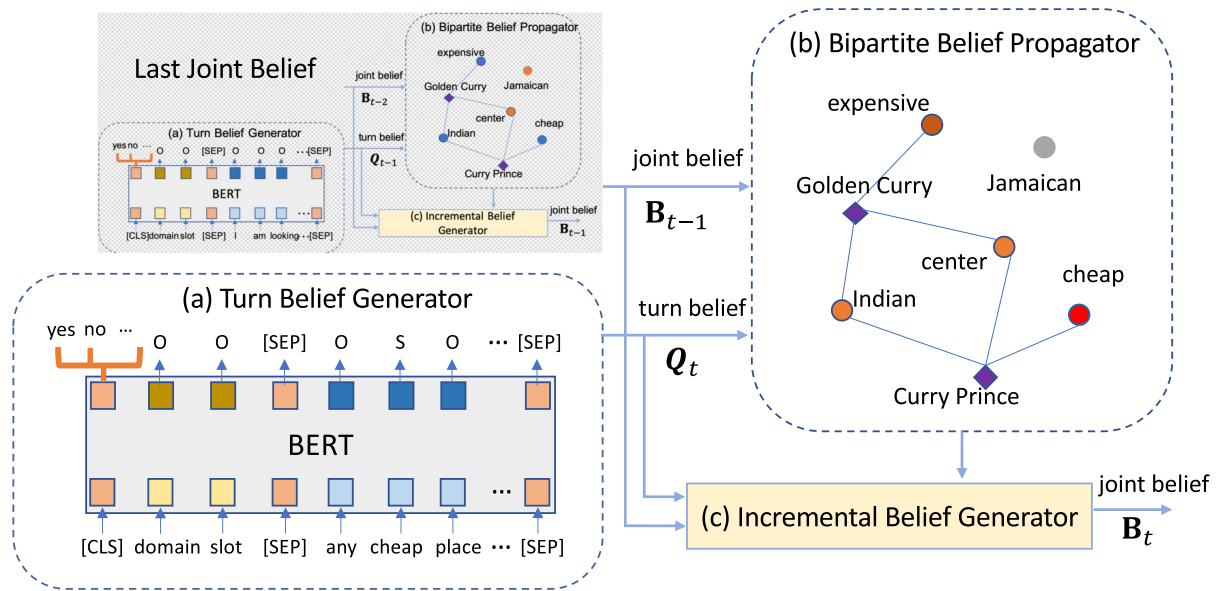 Last Joint Belief
(a) Turn Belief Generator
yes no ...
O O [SEP] O O O ...[SEP]
BERT
[CLS] domain slot [SEP] I am looking ...[SEP]
joint belief
B_{t-2}
turn belief
Q_{t-1}
(b) Bipartite Belief Propagator
expensive
Jamaican
Golden Curry
center
cheap
Indian
Curry Prince
(c) Incremental Belief
Generator
joint belief
B_{t-1}
(a) Turn Belief Generator
yes no ...
O O [SEP] O S O ... [SEP]
BERT
...
[CLS] domain slot [SEP] any cheap place ... [SEP]
joint belief
B_{t-1}
turn belief
Q_t
(b) Bipartite Belief Propagator
expensive
Jamaican
Golden Curry
center
cheap
Indian
Curry Prince
(c) Incremental Belief Generator
joint belief
B_t